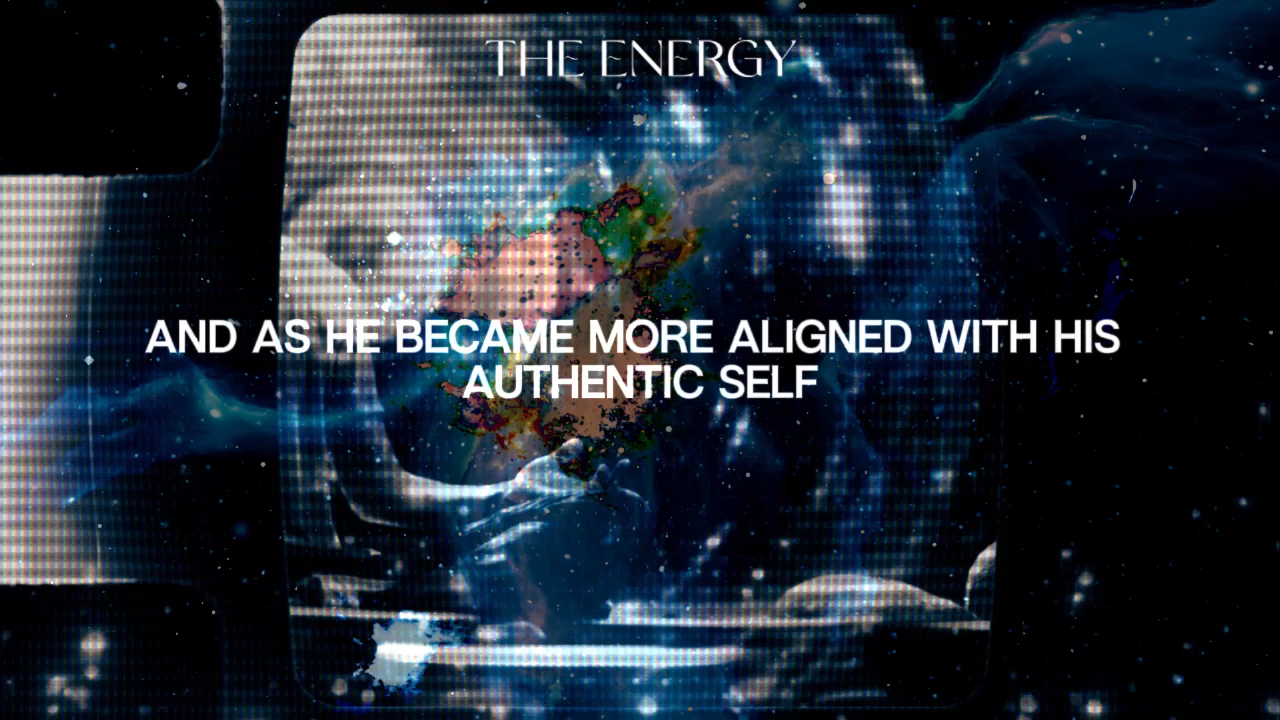 THE ENERGY
AND AS HE BECAME MORE ALIGNED WITH HIS
AUTHENTIC SELF